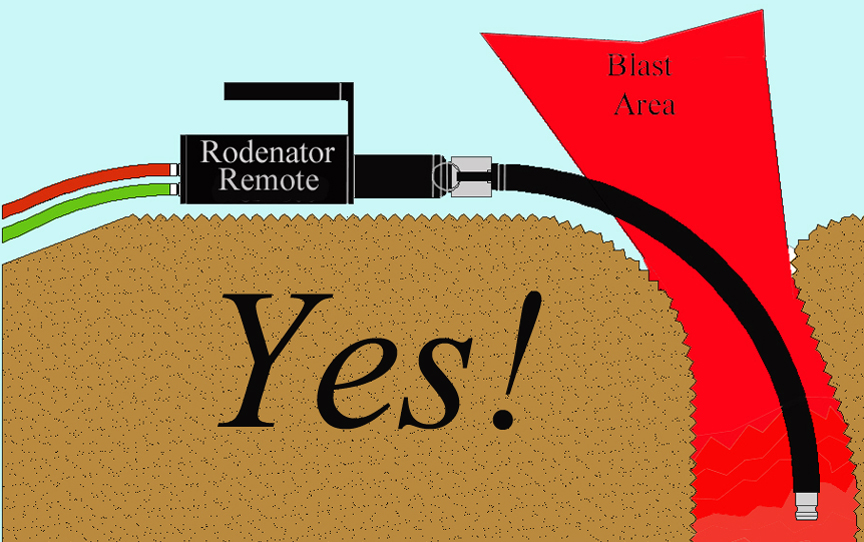 Blast
Area
Rodenator
Remote
Yes!